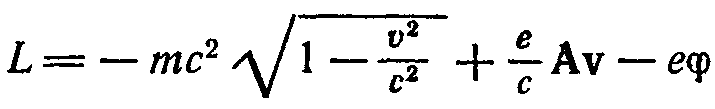 L = − mc² √(1 − v²/c²) + e/c Av − eφ